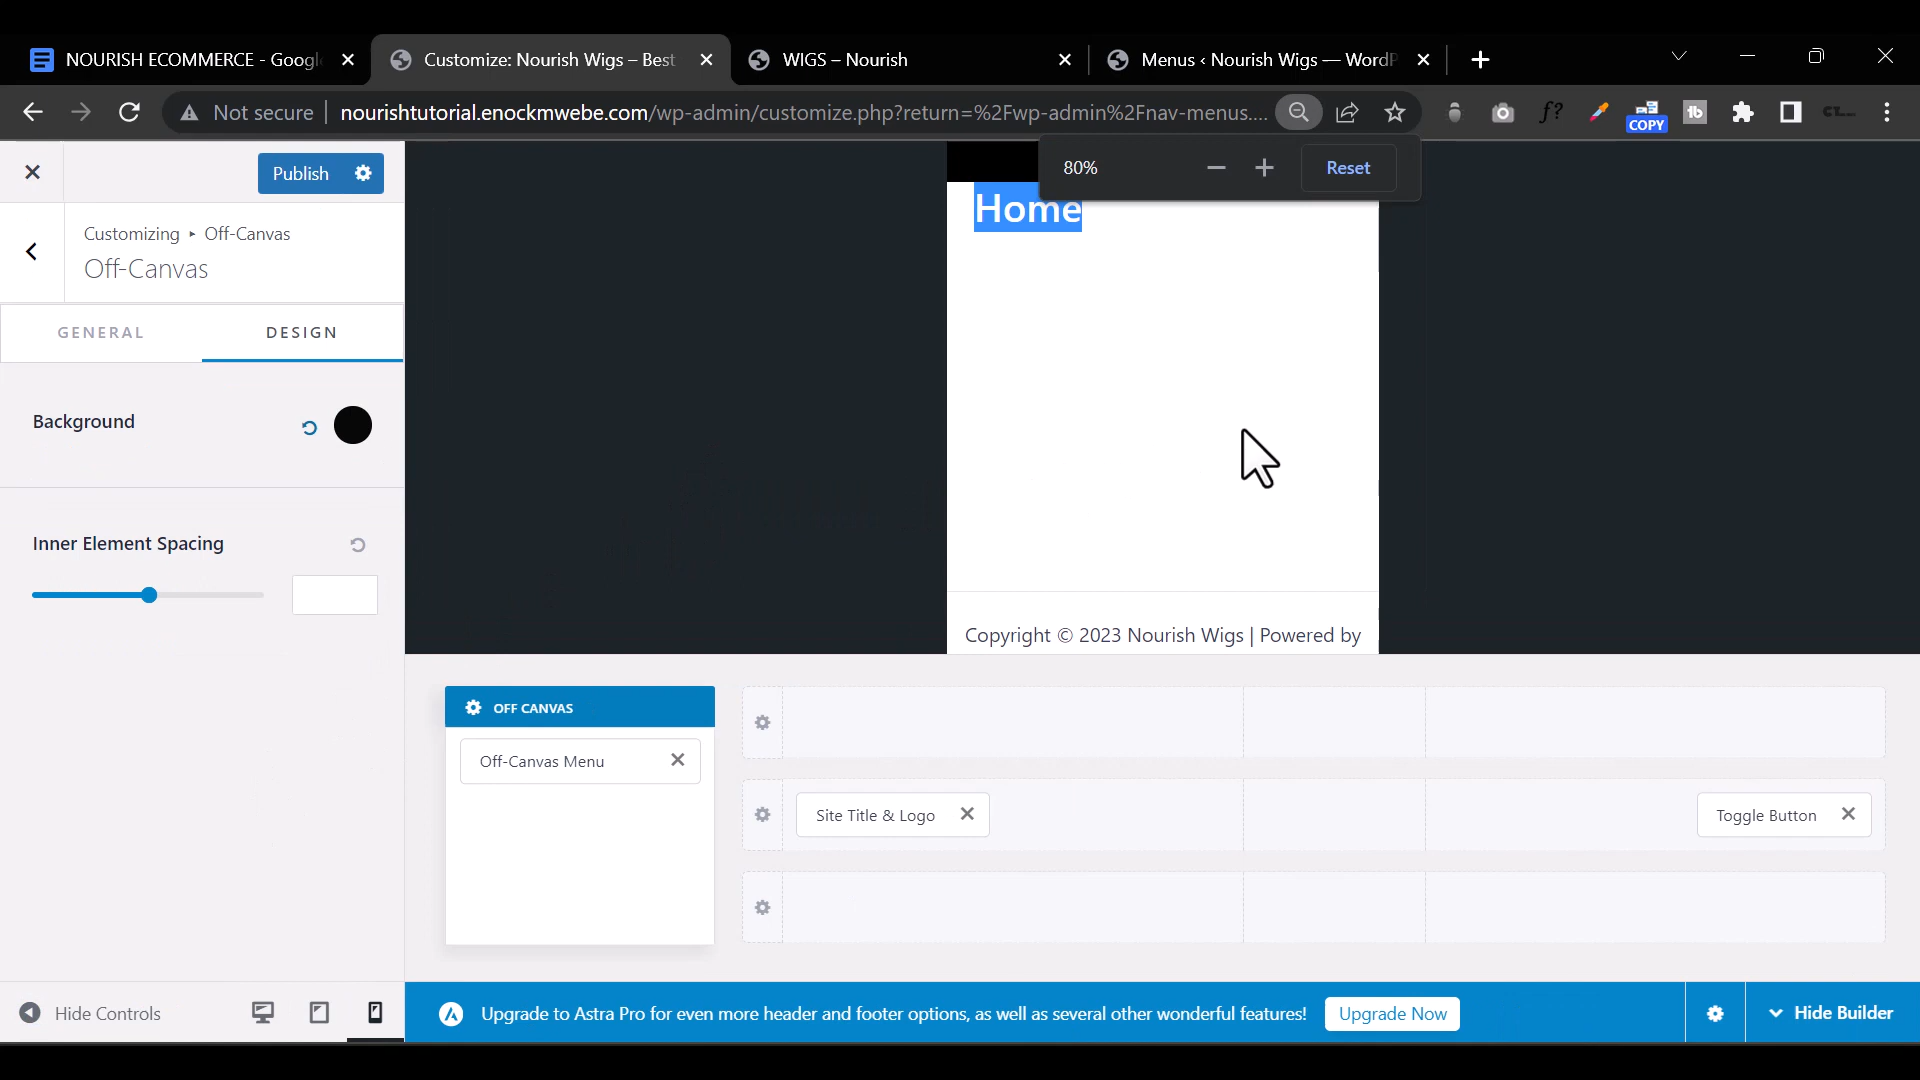 NOURISH ECOMMERCE - Googl
Customize: Nourish Wigs – Best
WIGS – Nourish
Menus ‹ Nourish Wigs — WordP
Not secure
nourishtutorial.enockmwebe.com/wp-admin/customize.php?return=%2Fwp-admin%2Fnav-menus....
f?
COPY
tb
80%
Reset
Publish
Home
Customizing ▸ Off-Canvas
Off-Canvas
GENERAL
DESIGN
Background
Inner Element Spacing
Copyright © 2023 Nourish Wigs | Powered by
OFF CANVAS
Off-Canvas Menu
Site Title & Logo
Toggle Button
Hide Controls
Upgrade to Astra Pro for even more header and footer options, as well as several other wonderful features!
Upgrade Now
Hide Builder